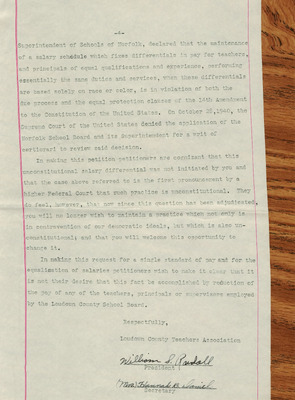 -2-
Superintendent of Schools of Norfolk, declared that the maintenance
of a salary schedule which fixes differentials in pay for teachers
and principals of equal qualifications and experience, performing
essentially the same duties and services, when these differentials
are based solely on race or color, is in violation of both the
due process and the equal protection clauses of the 14th Amendment
to the Constitution of the United States. On October 28, 1940, the
Supreme Court of the United States denied the application of the
Norfolk School Board and its Superintendent for a writ of
certiorari to review said decision.
In making this petition petitioners are cognizant that this
unconstitutional salary differential was not initiated by you and
that the case above referred to is the first pronouncement by a
higher Federal Court that such practice is unconstitutional. They
do feel, however, that now since this question has been adjudicated,
you will no longer wish to maintain a practice which not only is
in contravention of our democratic ideals, but which is also un-
constitutional; and that you will welcome this opportunity to
change it.
In making this request for a single standard of pay and for the
equalization of salaries petitioners wish to make it clear that it
is not their desire that this fact be accomplished by reduction of
the pay of any of the teachers, principals or supervisors employed
by the Loudoun County School Board.
Respectfully,
Loudoun County Teachers Association
William S.
President
(Mrs) Hannah B. Daniel
Secretary